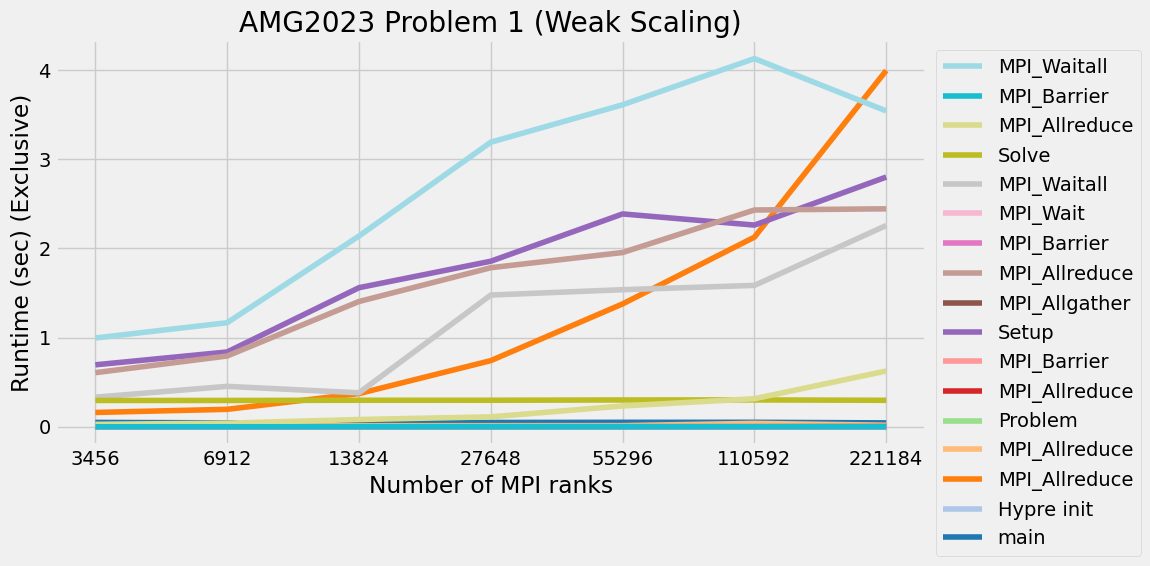 AMG2023 Problem 1 (Weak Scaling)
Runtime (sec) (Exclusive)
4
3
2
1
0
3456 6912 13824 27648 55296 110592 221184
Number of MPI ranks
MPI_Waitall
MPI_Barrier
MPI_Allreduce
Solve
MPI_Waitall
MPI_Wait
MPI_Barrier
MPI_Allreduce
MPI_Allgather
Setup
MPI_Barrier
MPI_Allreduce
Problem
MPI_Allreduce
MPI_Allreduce
Hypre init
main